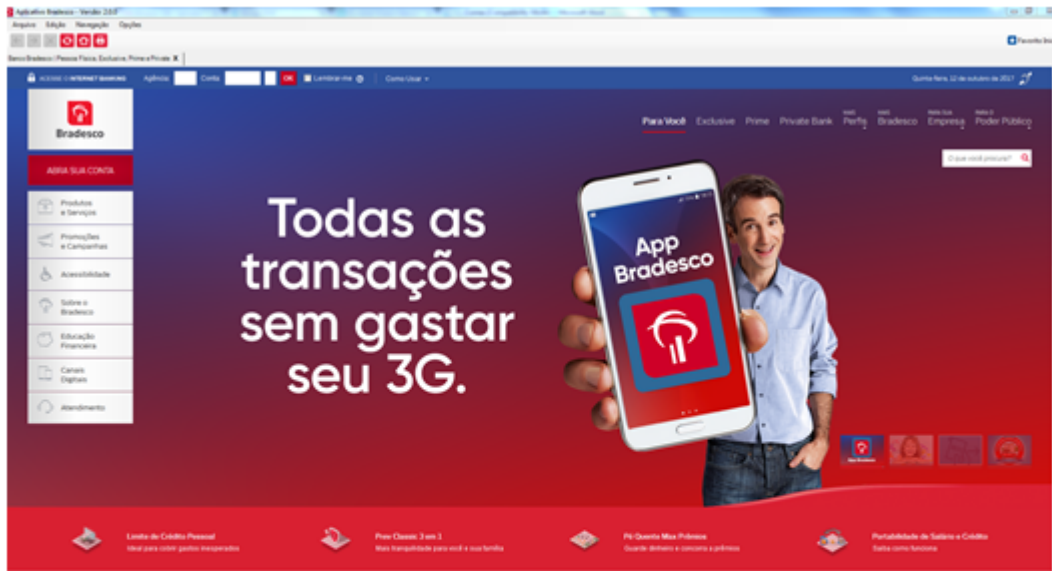 Aplicativo Bradesco - Versão 2.0.0
Arquivo Edição Navegação Opções
Favorito
Banco Bradesco | Pessoa Física, Exclusive, Prime e Private X
ACESSE O INTERNET BANKING Agência Conta OK Lembrar-me Como Usar
Quinta-feira, 12 de outubro de 2017
Bradesco
Para Você Exclusive Prime Private Bank Perfis Bradesco Empresa Poder Público
ABRA SUA CONTA
O que você procura?
Produtos
e Serviços
Promoções
e Campanhas
Acessibilidade
Sobre o
Bradesco
Educação
Financeira
Canais
Digitais
Atendimento
Todas as
transações
sem gastar
seu 3G.
App
Bradesco
App Bradesco
Limite de Crédito Pessoal
Ideal para cobrir gastos inesperados
Prev Classic 3 em 1
Mais tranquilidade para você e sua família
Pé Quente Max Prêmios
Guarde dinheiro e concorra a prêmios
Portabilidade de Salário e Crédito
Saiba como funciona